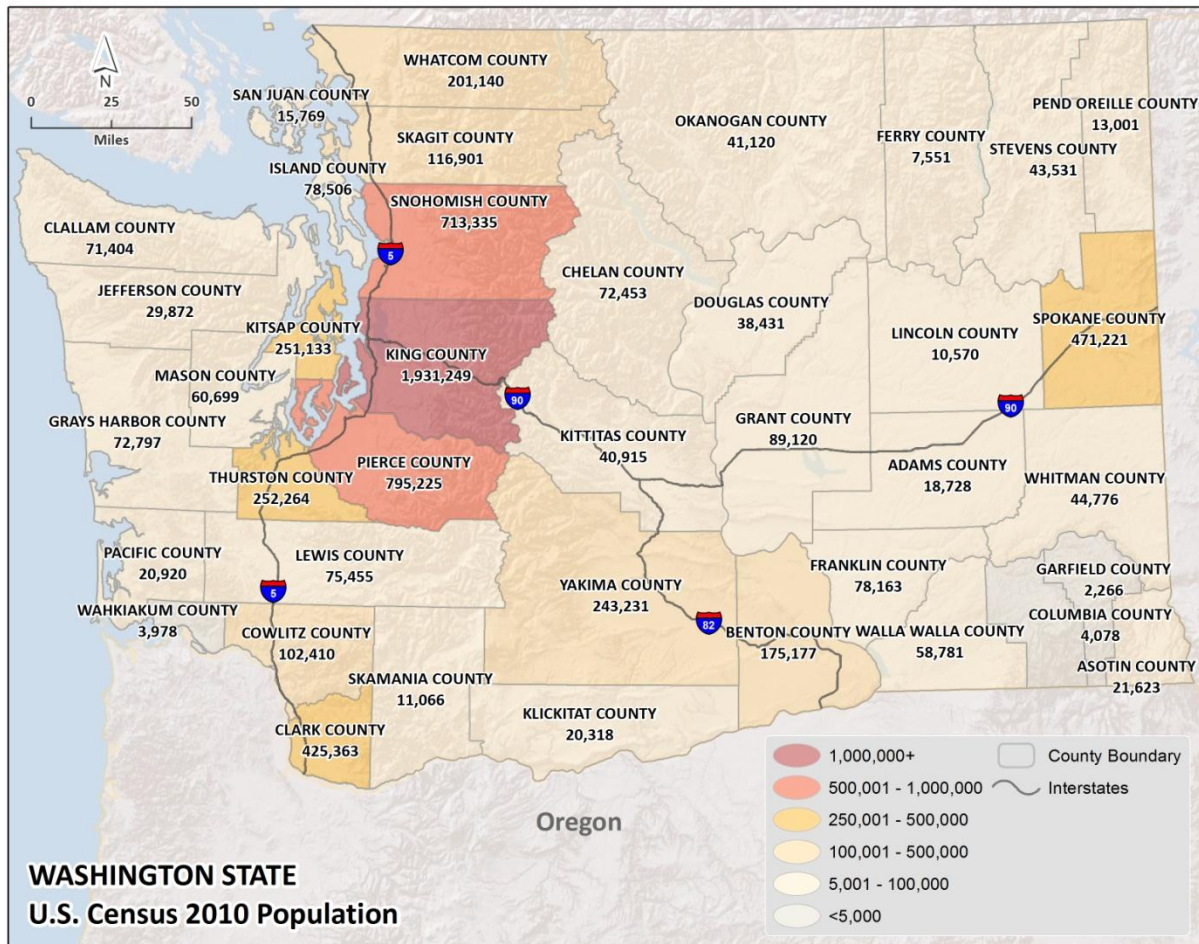 N
0 25 50
Miles
WHATCOM COUNTY
201,140
SAN JUAN COUNTY
15,769
SKAGIT COUNTY
116,901
ISLAND COUNTY
78,506
SNOHOMISH COUNTY
713,335
OKANOGAN COUNTY
41,120
FERRY COUNTY
7,551
PEND OREILLE COUNTY
13,001
STEVENS COUNTY
43,531
CLALLAM COUNTY
71,404
5
JEFFERSON COUNTY
29,872
CHELAN COUNTY
72,453
DOUGLAS COUNTY
38,431
KITSAP COUNTY
251,133
KING COUNTY
1,931,249
LINCOLN COUNTY
10,570
SPOKANE COUNTY
471,221
MASON COUNTY
60,699
90
90
GRAYS HARBOR COUNTY
72,797
KITTITAS COUNTY
40,915
GRANT COUNTY
89,120
THURSTON COUNTY
252,264
PIERCE COUNTY
795,225
ADAMS COUNTY
18,728
WHITMAN COUNTY
44,776
PACIFIC COUNTY
20,920
LEWIS COUNTY
75,455
5
YAKIMA COUNTY
243,231
82
FRANKLIN COUNTY
78,163
GARFIELD COUNTY
2,266
WAHKIAKUM COUNTY
3,978
COWLITZ COUNTY
102,410
BENTON COUNTY
175,177
WALLA WALLA COUNTY
58,781
COLUMBIA COUNTY
4,078
ASOTIN COUNTY
21,623
SKAMANIA COUNTY
11,066
KLICKITAT COUNTY
20,318
CLARK COUNTY
425,363
Oregon
1,000,000+
500,001 - 1,000,000
250,001 - 500,000
100,001 - 500,000
5,001 - 100,000
<5,000
County Boundary
Interstates
WASHINGTON STATE
U.S. Census 2010 Population